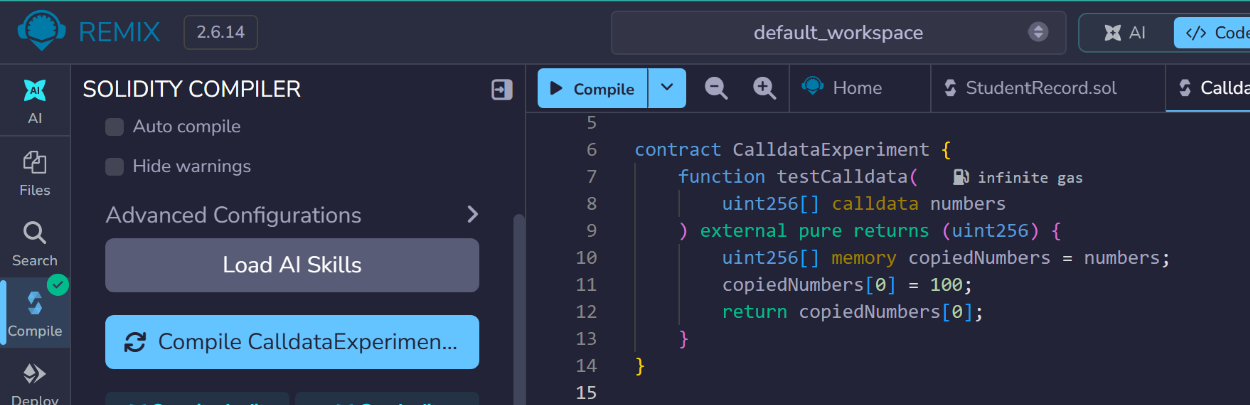 REMIX
2.6.14
default_workspace
AI
</> Code
AI
AI
Files
Search
Compile
Deploy
SOLIDITY COMPILER
Auto compile
Hide warnings
Advanced Configurations
Load AI Skills
Compile CalldataExperimen...
Compile
Home
StudentRecord.sol
Callda
5
6 contract CalldataExperiment {
7 function testCalldata( infinite gas
8 uint256[] calldata numbers
9 ) external pure returns (uint256) {
10 uint256[] memory copiedNumbers = numbers;
11 copiedNumbers[0] = 100;
12 return copiedNumbers[0];
13 }
14 }
15